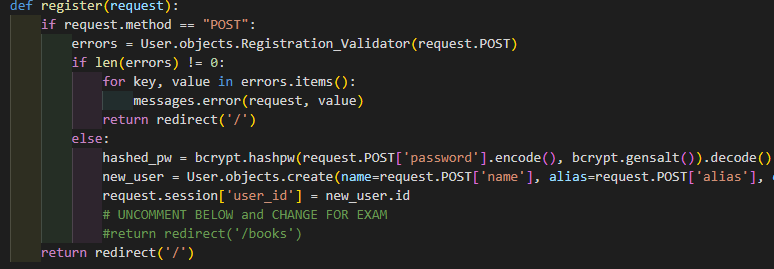 def register(request):
    if request.method == "POST":
        errors = User.objects.Registration_Validator(request.POST)
        if len(errors) != 0:
            for key, value in errors.items():
                messages.error(request, value)
            return redirect('/')
        else:
            hashed_pw = bcrypt.hashpw(request.POST['password'].encode(), bcrypt.gensalt()).decode()
            new_user = User.objects.create(name=request.POST['name'], alias=request.POST['alias'],
            request.session['user_id'] = new_user.id
            # UNCOMMENT BELOW and CHANGE FOR EXAM
            #return redirect('/books')
    return redirect('/')